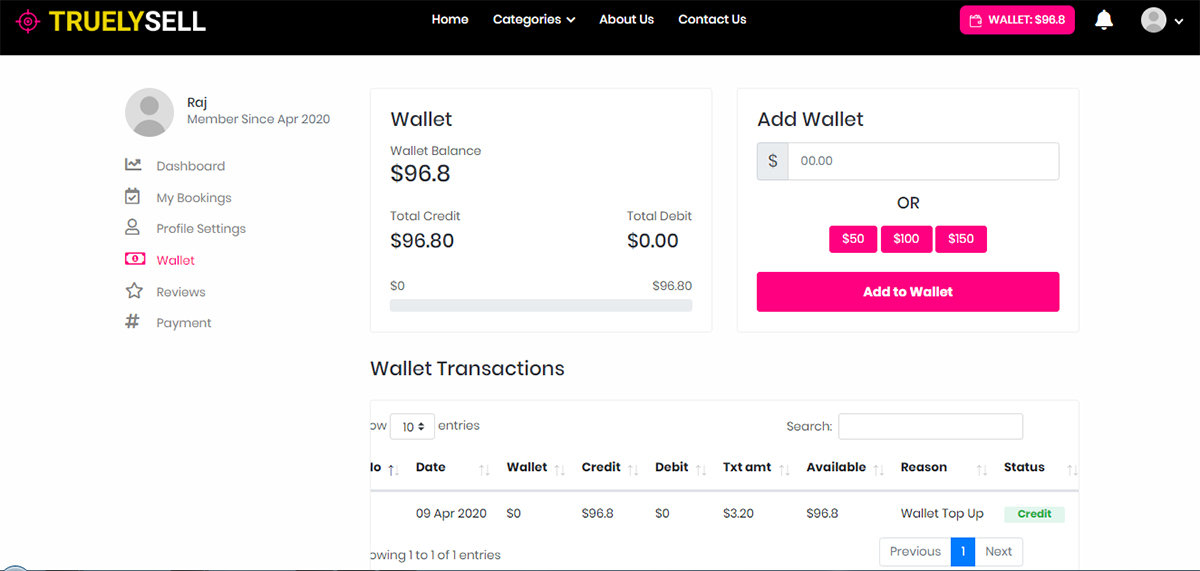 TRUELYSELL
Home Categories About Us Contact Us
WALLET: $96.8
Raj
Member Since Apr 2020
Dashboard
My Bookings
Profile Settings
Wallet
Reviews
Payment
Wallet
Wallet Balance
$96.8
Total Credit Total Debit
$96.80 $0.00
$0 $96.80
Add Wallet
$ 00.00
OR
$50 $100 $150
Add to Wallet
Wallet Transactions
ow 10 entries Search:
lo Date Wallet Credit Debit Txt amt Available Reason Status
09 Apr 2020 $0 $96.8 $0 $3.20 $96.8 Wallet Top Up Credit
owing 1 to 1 of 1 entries
Previous 1 Next